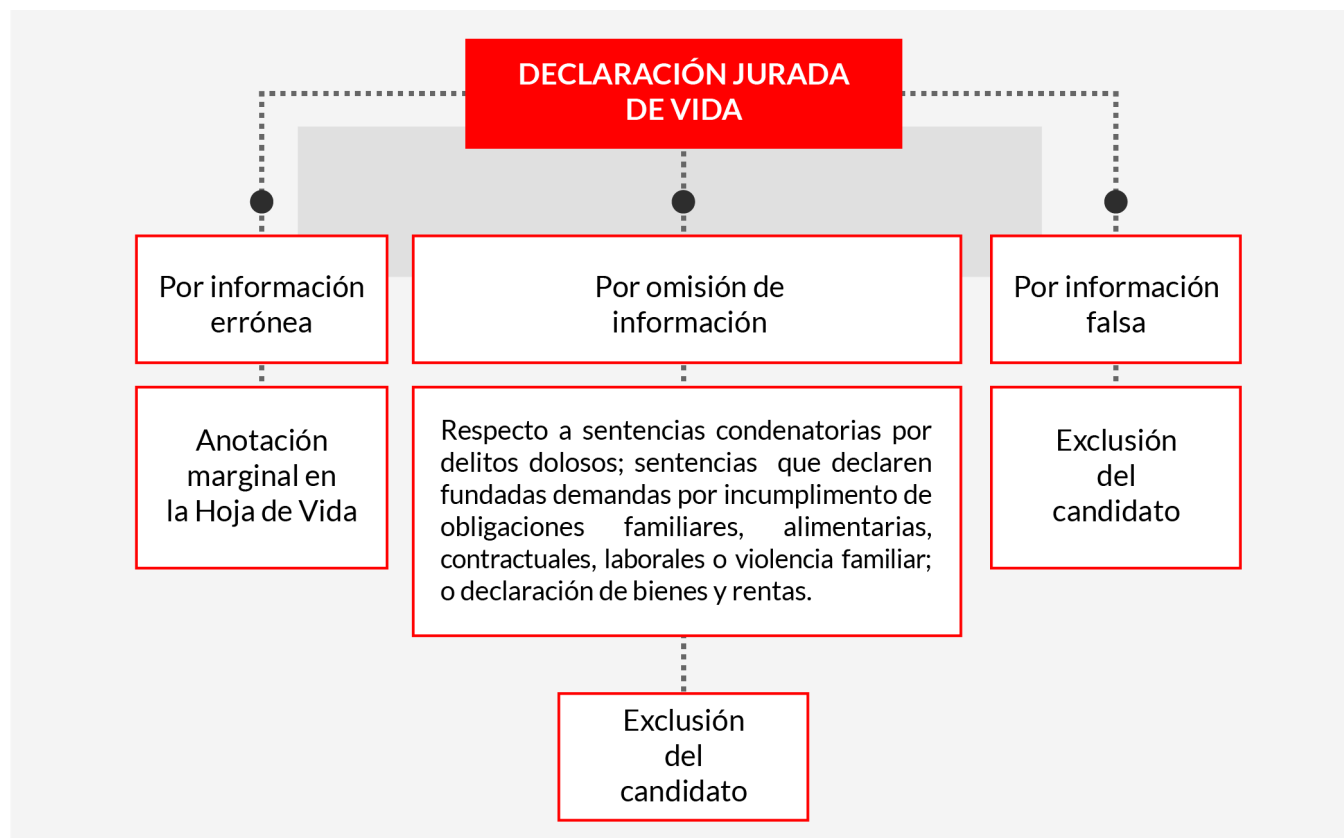 DECLARACIÓN JURADA
DE VIDA
Por información
errónea
Anotación
marginal en
la Hoja de Vida
Por omisión de
información
Respecto a sentencias condenatorias por
delitos dolosos; sentencias que declaren
fundadas demandas por incumplimento de
obligaciones familiares, alimentarias,
contractuales, laborales o violencia familiar;
o declaración de bienes y rentas.
Exclusión
del
candidato
Por información
falsa
Exclusión
del
candidato